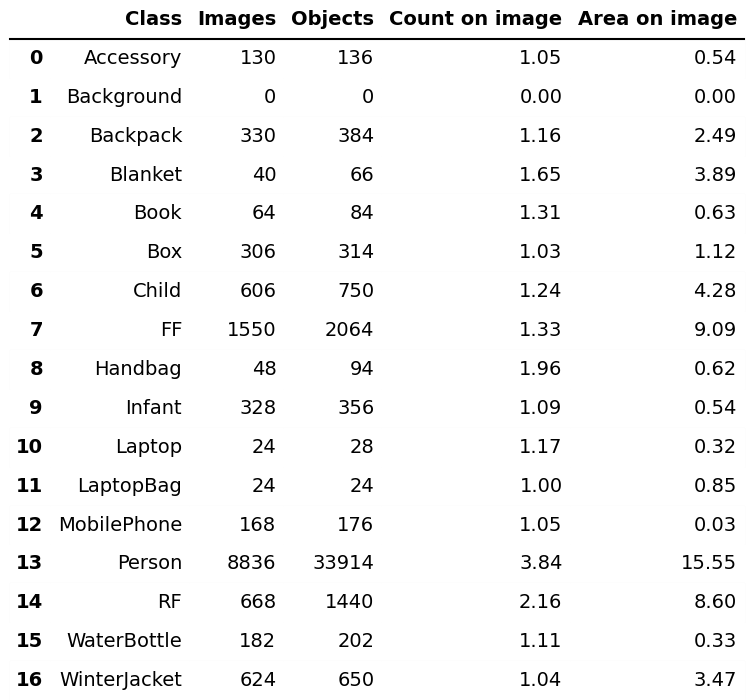 Class Images Objects Count on image Area on image
0 Accessory 130 136 1.05 0.54
1 Background 0 0 0.00 0.00
2 Backpack 330 384 1.16 2.49
3 Blanket 40 66 1.65 3.89
4 Book 64 84 1.31 0.63
5 Box 306 314 1.03 1.12
6 Child 606 750 1.24 4.28
7 FF 1550 2064 1.33 9.09
8 Handbag 48 94 1.96 0.62
9 Infant 328 356 1.09 0.54
10 Laptop 24 28 1.17 0.32
11 LaptopBag 24 24 1.00 0.85
12 MobilePhone 168 176 1.05 0.03
13 Person 8836 33914 3.84 15.55
14 RF 668 1440 2.16 8.60
15 WaterBottle 182 202 1.11 0.33
16 WinterJacket 624 650 1.04 3.47